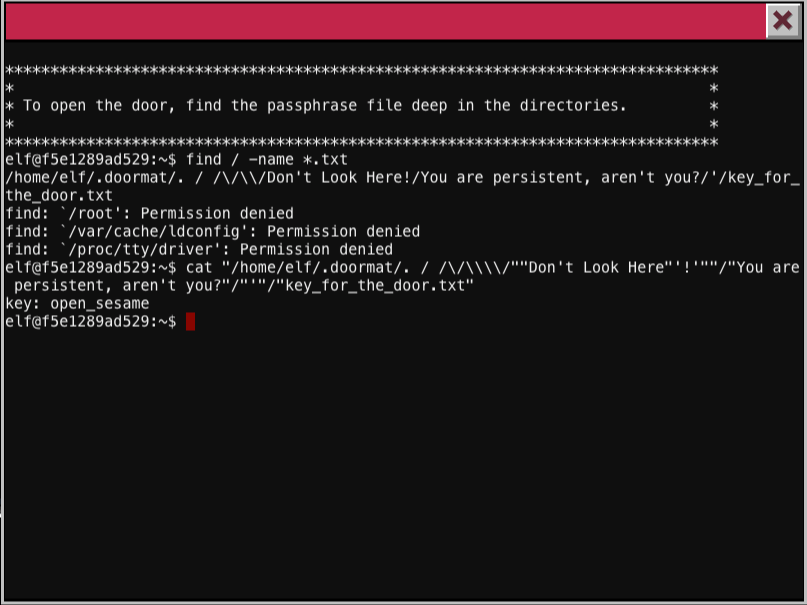 *******************************************************************************
*                                                                             *
* To open the door, find the passphrase file deep in the directories.         *
*                                                                             *
*******************************************************************************
elf@f5e1289ad529:~$ find / -name *.txt
/home/elf/.doormat/. / /\/\\/Don't Look Here!/You are persistent, aren't you?/'/key_for_
the_door.txt
find: `/root': Permission denied
find: `/var/cache/ldconfig': Permission denied
find: `/proc/tty/driver': Permission denied
elf@f5e1289ad529:~$ cat "/home/elf/.doormat/. / /\/\\\\/""Don't Look Here"'!'""/"You are
 persistent, aren't you?"/"'"/"key_for_the_door.txt"
key: open_sesame
elf@f5e1289ad529:~$